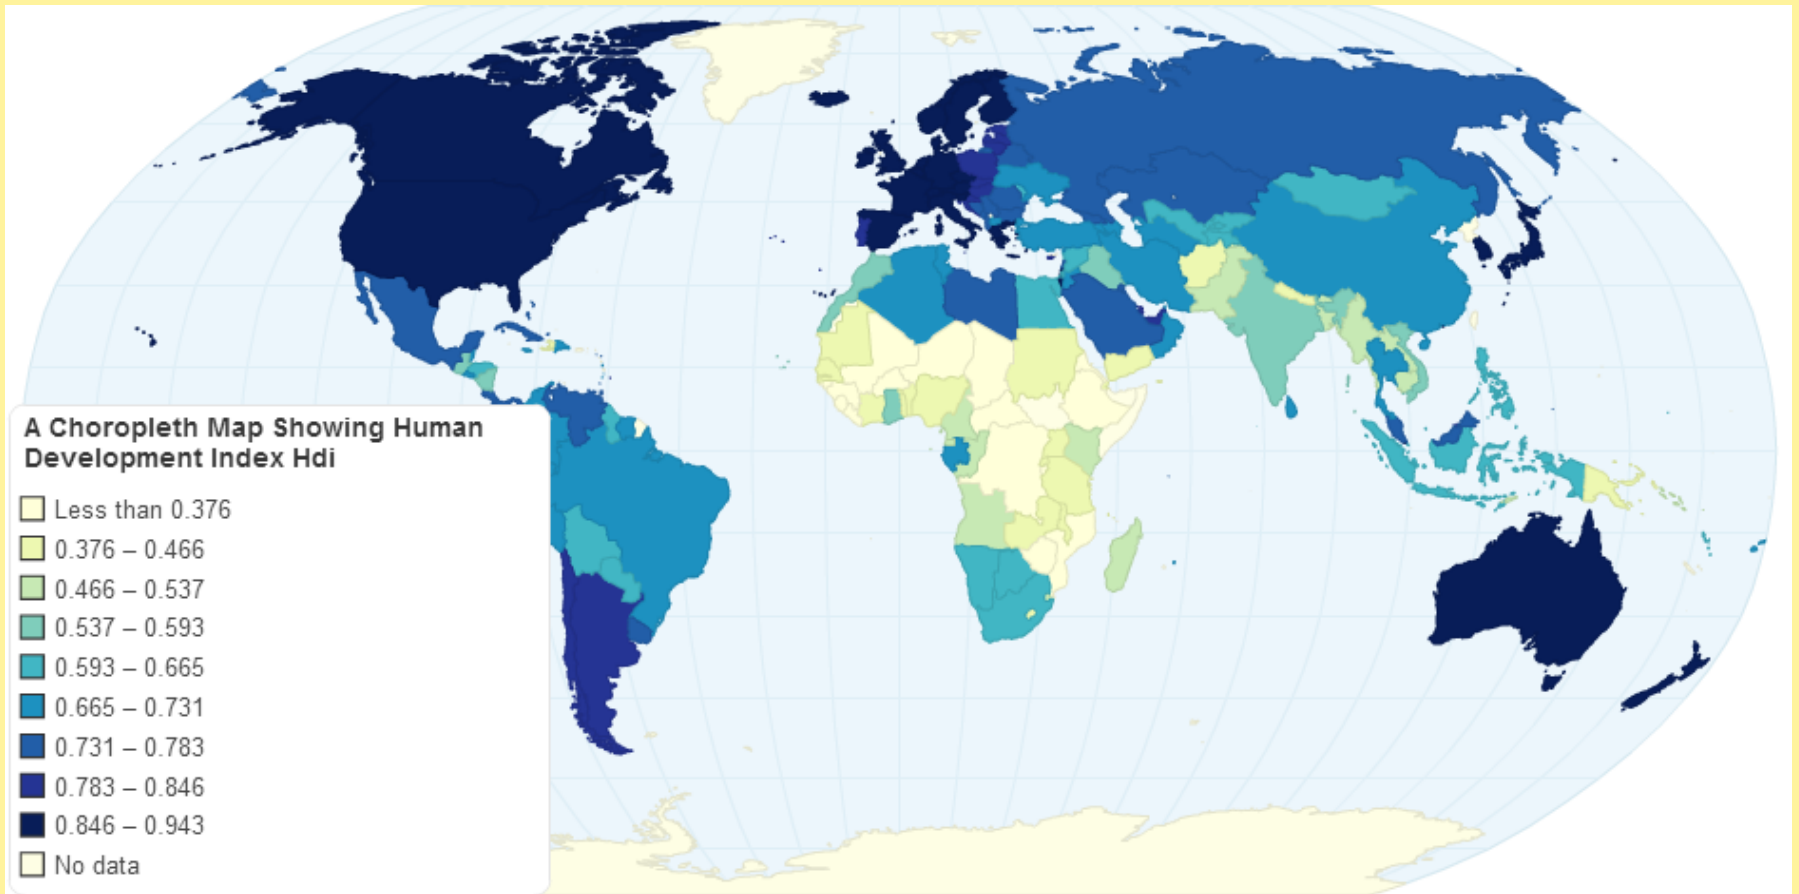 A Choropleth Map Showing Human
Development Index Hdi
Less than 0.376
0.376 – 0.466
0.466 – 0.537
0.537 – 0.593
0.593 – 0.665
0.665 – 0.731
0.731 – 0.783
0.783 – 0.846
0.846 – 0.943
No data